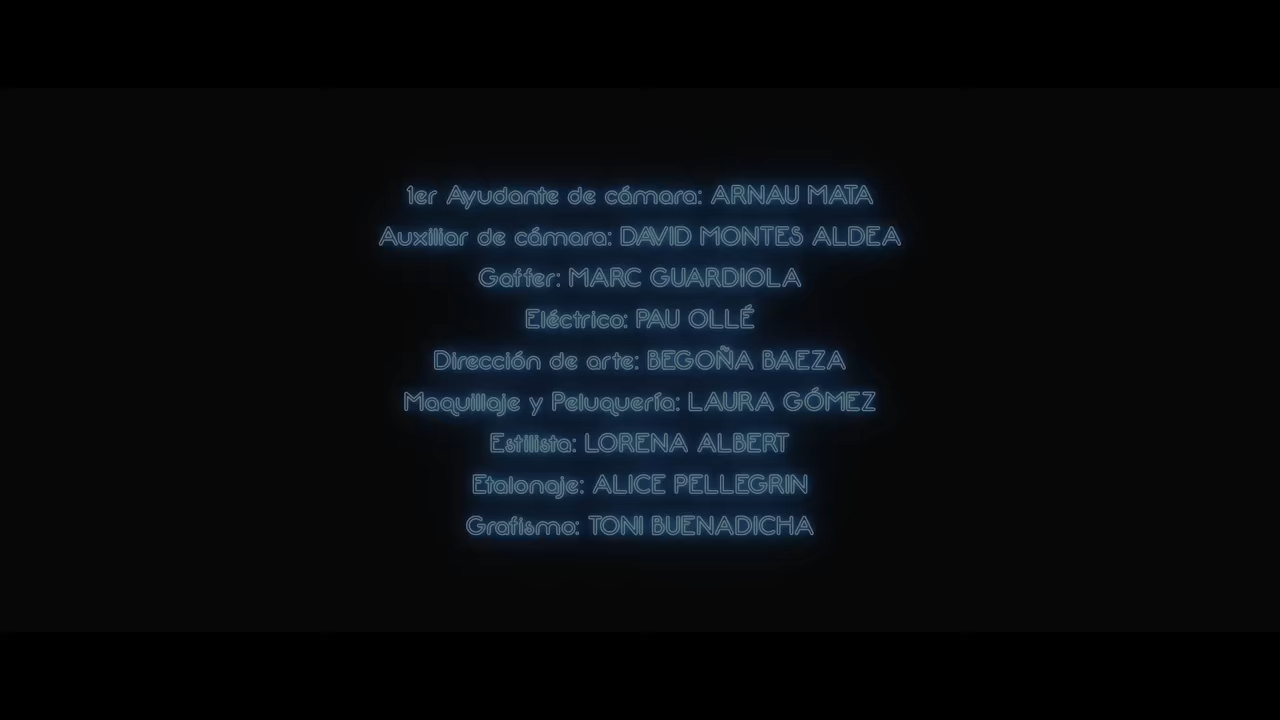 1er Ayudante de cámara: ARNAU MATA
Auxiliar de cámara: DAVID MONTES ALDEA
Gaffer: MARC GUARDIOLA
Eléctrico: PAU OLLÉ
Dirección de arte: BEGOÑA BAEZA
Maquillaje y Peluquería: LAURA GÓMEZ
Estilista: LORENA ALBERT
Etalonaje: ALICE PELLEGRIN
Grafismo: TONI BUENADICHA